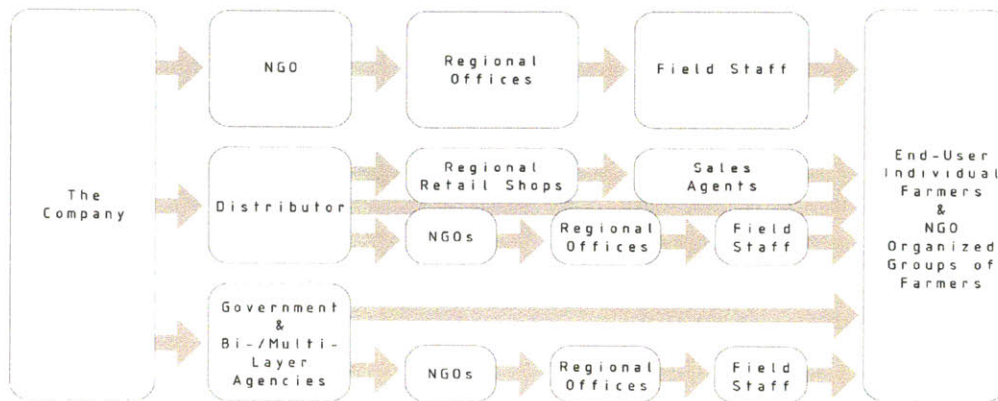 The
Company
NGO
Regional
Offices
Field Staff
Distributor
Regional
Retail Shops
Sales
Agents
NGOs
Regional
Offices
Field
Staff
Government
&
Bi-/Multi-
Layer
Agencies
NGOs
Regional
Offices
Field
Staff
End-User
Individual
Farmers
&
NGO
Organized
Groups of
Farmers